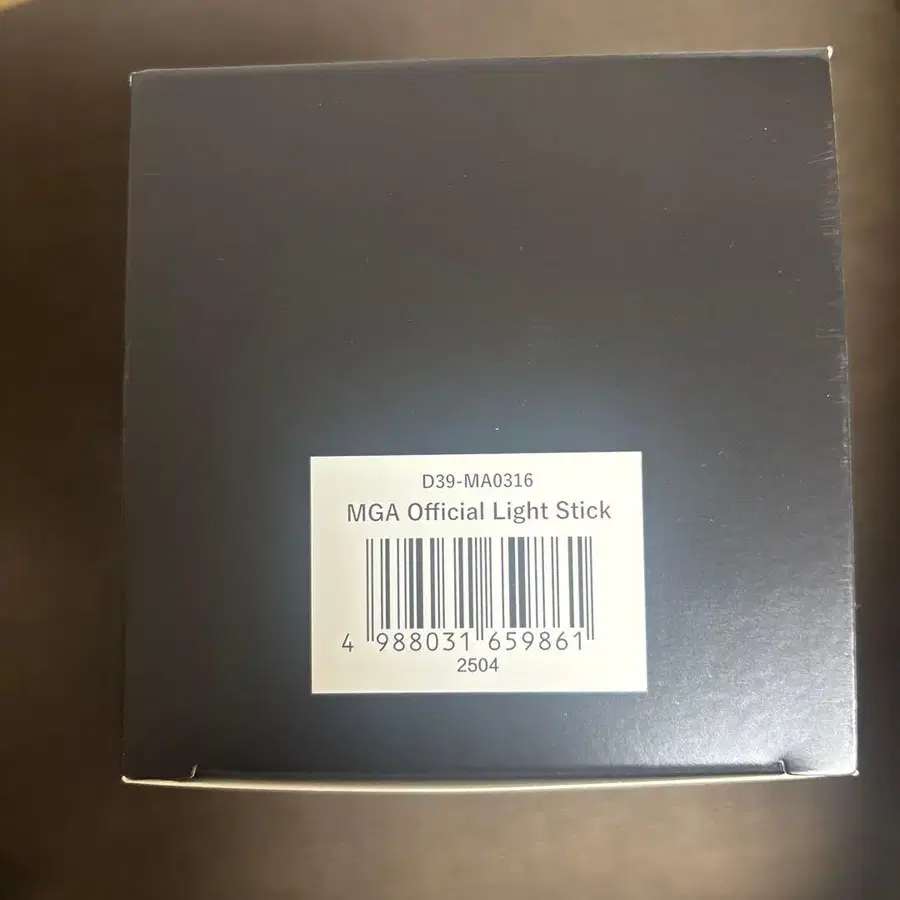 D39-MA0316
MGA Official Light Stick
4 988031 659861
2504